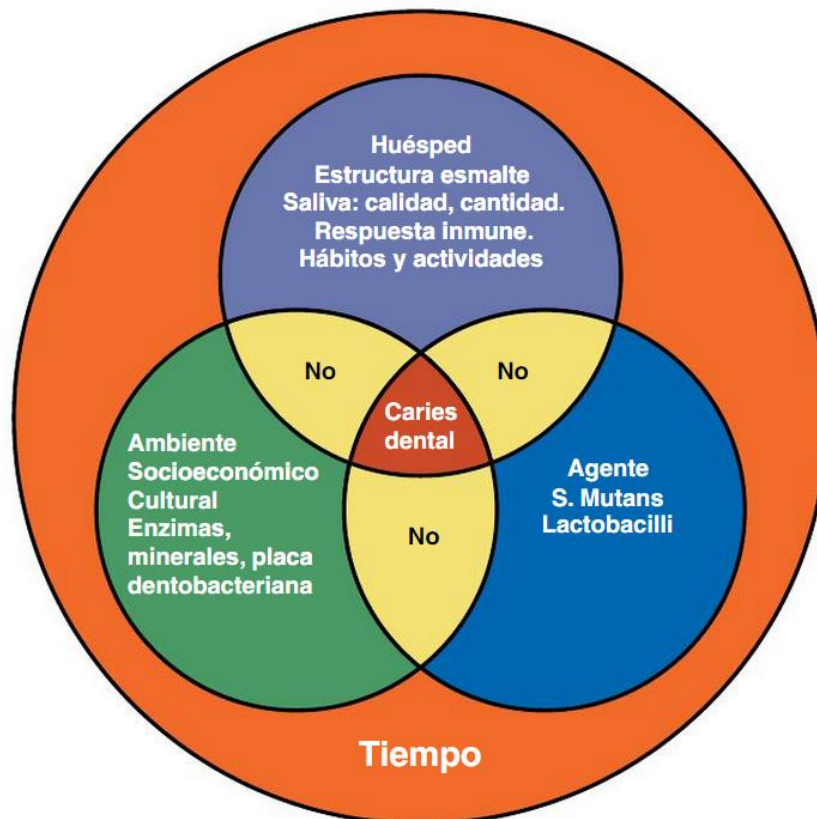 Huésped
Estructura esmalte
Saliva: calidad, cantidad.
Respuesta inmune.
Hábitos y actividades
No
No
Caries
dental
Ambiente
Socioeconómico
Cultural
Enzimas,
minerales, placa
dentobacteriana
Agente
S. Mutans
Lactobacilli
No
Tiempo